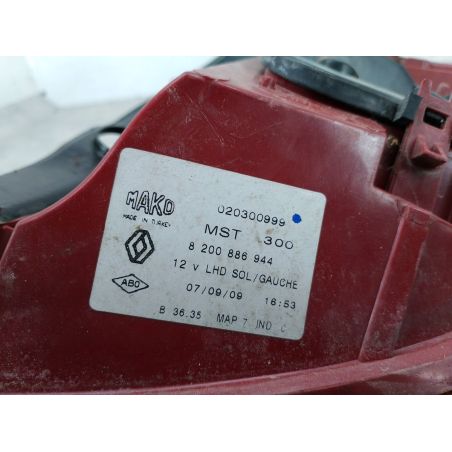 MAKO
MADE IN TURKEY
020300999
MST 300
8 200 886 944
12 v LHD SOL/GAUCHE
ABO
07/09/09 16:53
B 36.35 MAP 7 IND C